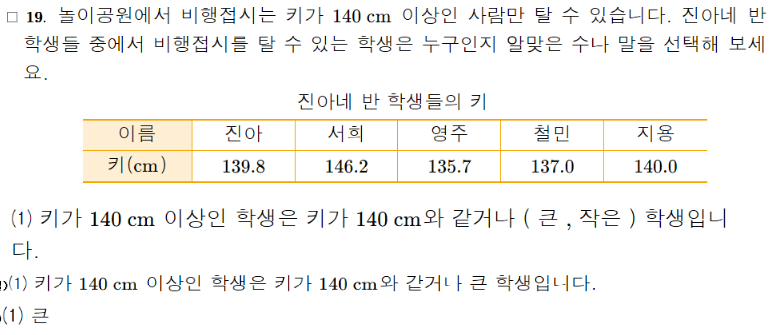 □ 19. 놀이공원에서 비행접시는 키가 140 cm 이상인 사람만 탈 수 있습니다. 진아네 반
학생들 중에서 비행접시를 탈 수 있는 학생은 누구인지 알맞은 수나 말을 선택해 보세
요.
진아네 반 학생들의 키
이름 진아 서희 영주 철민 지용
키(cm) 139.8 146.2 135.7 137.0 140.0
(1) 키가 140 cm 이상인 학생은 키가 140 cm와 같거나 ( 큰 , 작은 ) 학생입니
다.
(1) 키가 140 cm 이상인 학생은 키가 140 cm와 같거나 큰 학생입니다.
(1) 큰